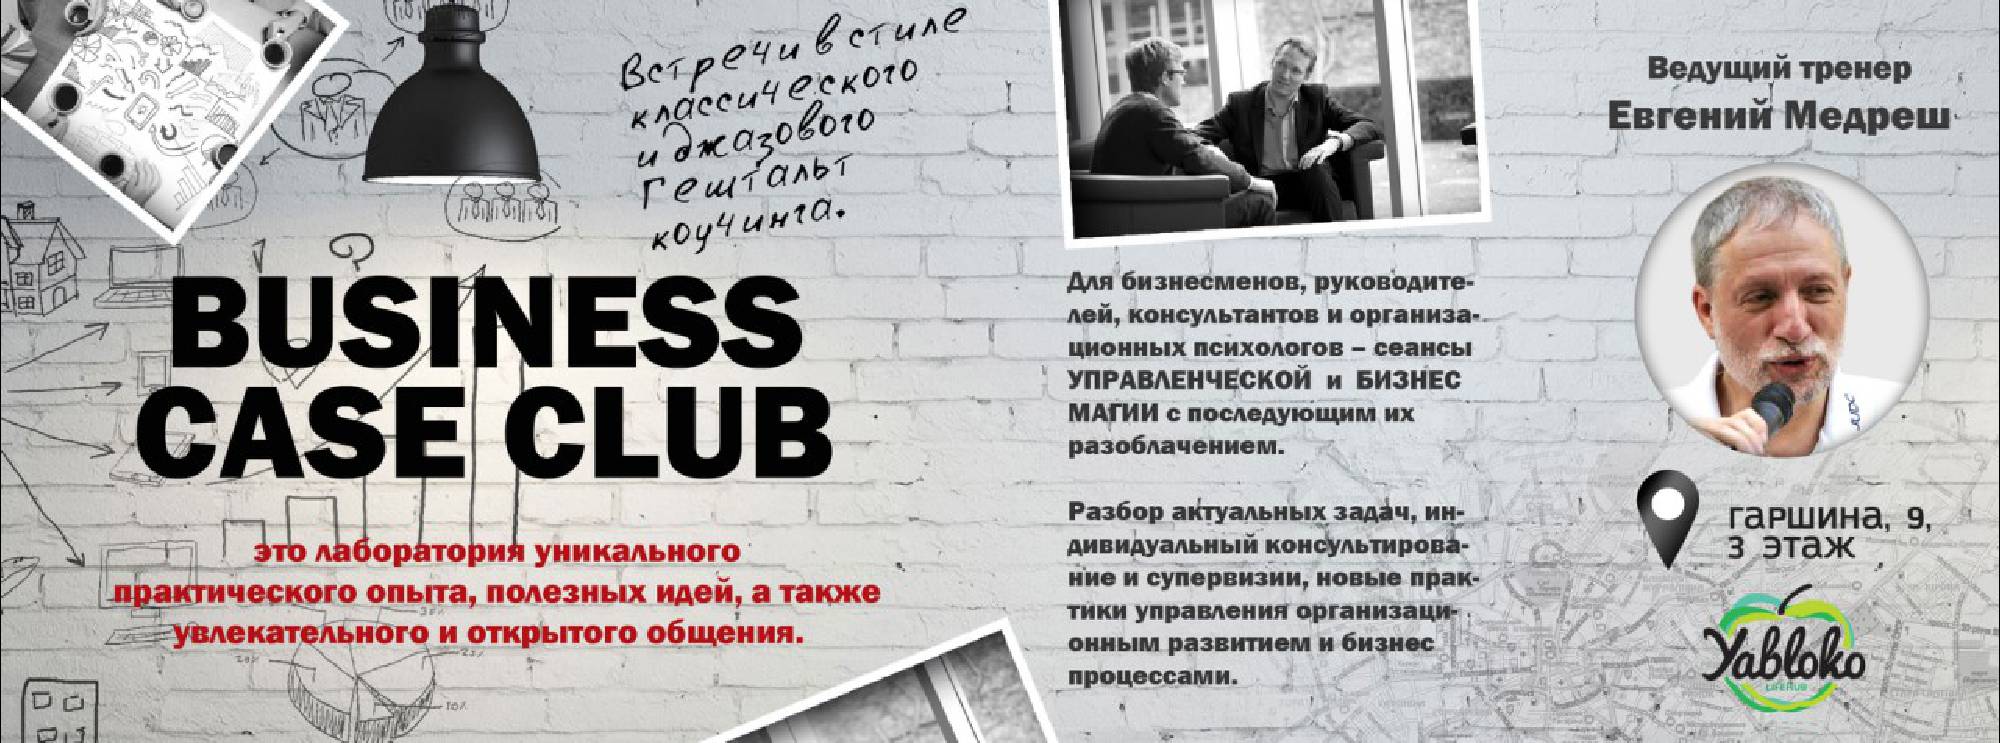 Встречи в стиле
классического
и джазового
Гештальт
коучинга.
BUSINESS
CASE CLUB
это лаборатория уникального
практического опыта, полезных идей, а также
увлекательного и открытого общения.
Для бизнесменов, руководите-
лей, консультантов и организа-
ционных психологов – сеансы
УПРАВЛЕНЧЕСКОЙ и БИЗНЕС
МАГИИ с последующим их
разоблачением.
Разбор актуальных задач, ин-
дивидуальный консультирова-
ние и супервизии, новые прак-
тики управления организаци-
онным развитием и бизнес
процессами.
Ведущий тренер
Евгений Медреш
гаршина, 9,
3 этаж
Yabloko
LIFEHUB